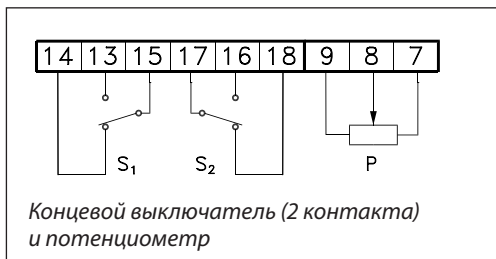 14 13 15 17 16 18 9 8 7
S₁ S₂ P
Концевой выключатель (2 контакта)
и потенциометр